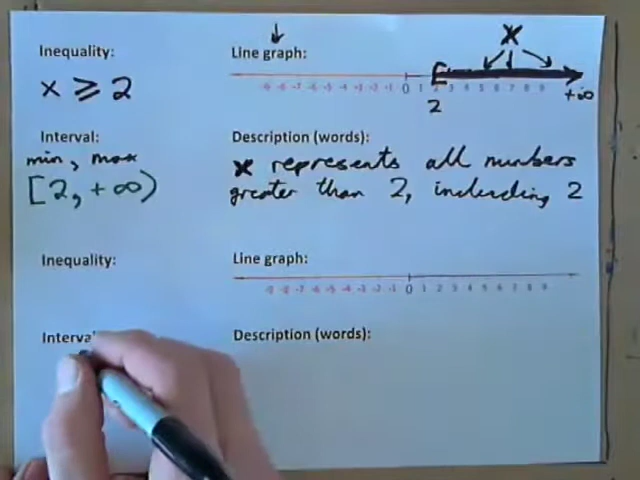 Inequality:
x ≥ 2
Line graph:
x
-9 -8 -7 -6 -5 -4 -3 -2 -1 0 1 2 3 4 5 6 7 8 9
2
+∞
Interval:
min, max
[2, +∞)
Description (words):
x represents all numbers
greater than 2, including 2
Inequality:
Line graph:
-9 -8 -7 -6 -5 -4 -3 -2 -1 0 1 2 3 4 5 6 7 8 9
Interval
Description (words):